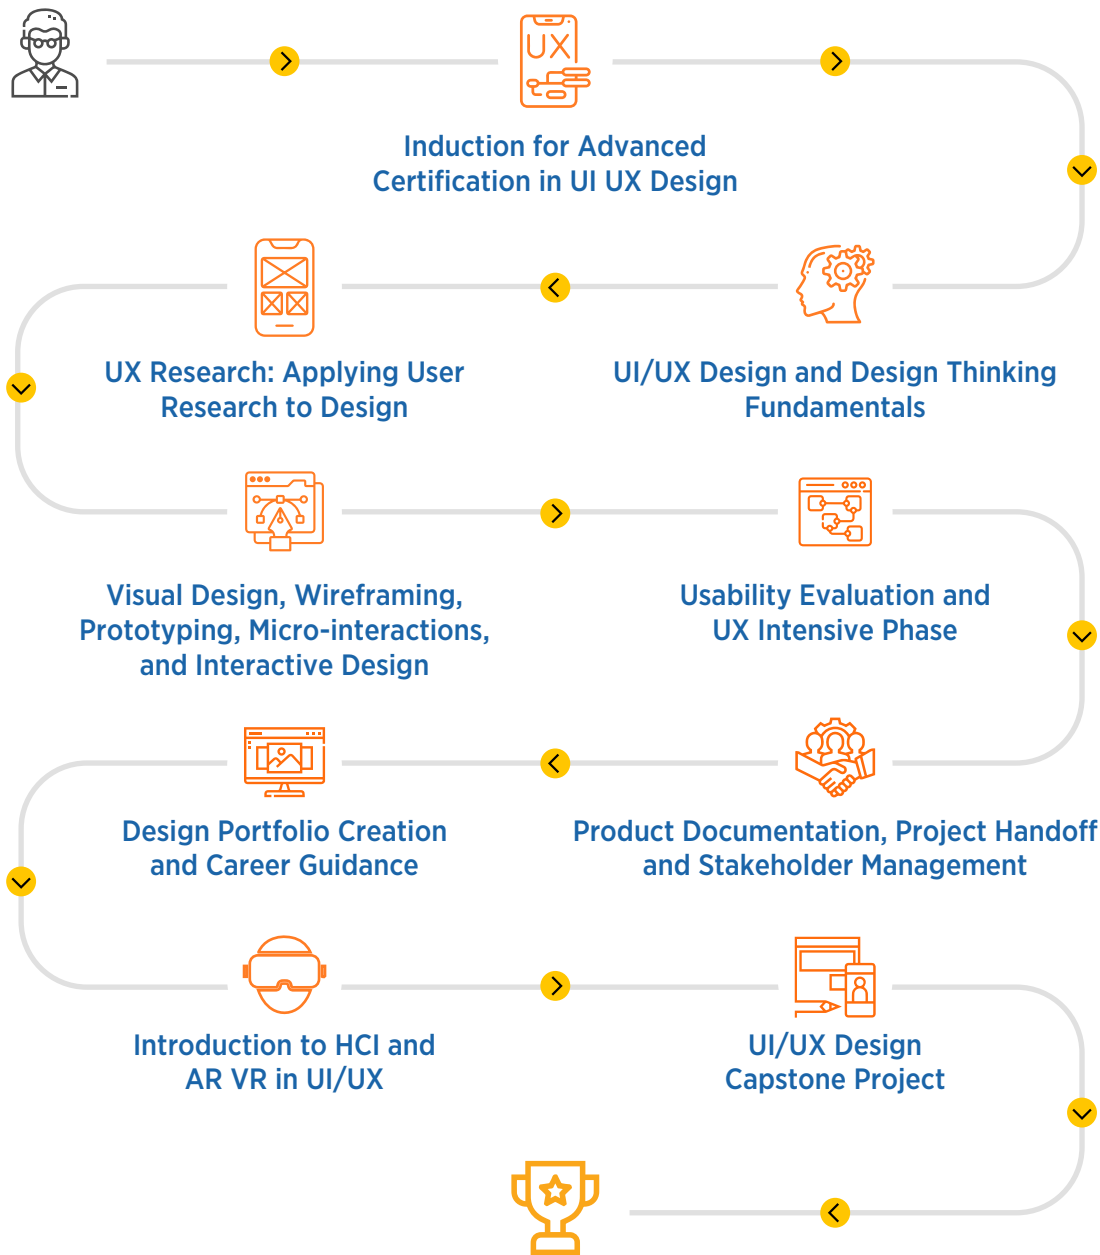 UX
Induction for Advanced
Certification in UI UX Design
UI/UX Design and Design Thinking
Fundamentals
UX Research: Applying User
Research to Design
Visual Design, Wireframing,
Prototyping, Micro-interactions,
and Interactive Design
Usability Evaluation and
UX Intensive Phase
Product Documentation, Project Handoff
and Stakeholder Management
Design Portfolio Creation
and Career Guidance
Introduction to HCI and
AR VR in UI/UX
UI/UX Design
Capstone Project